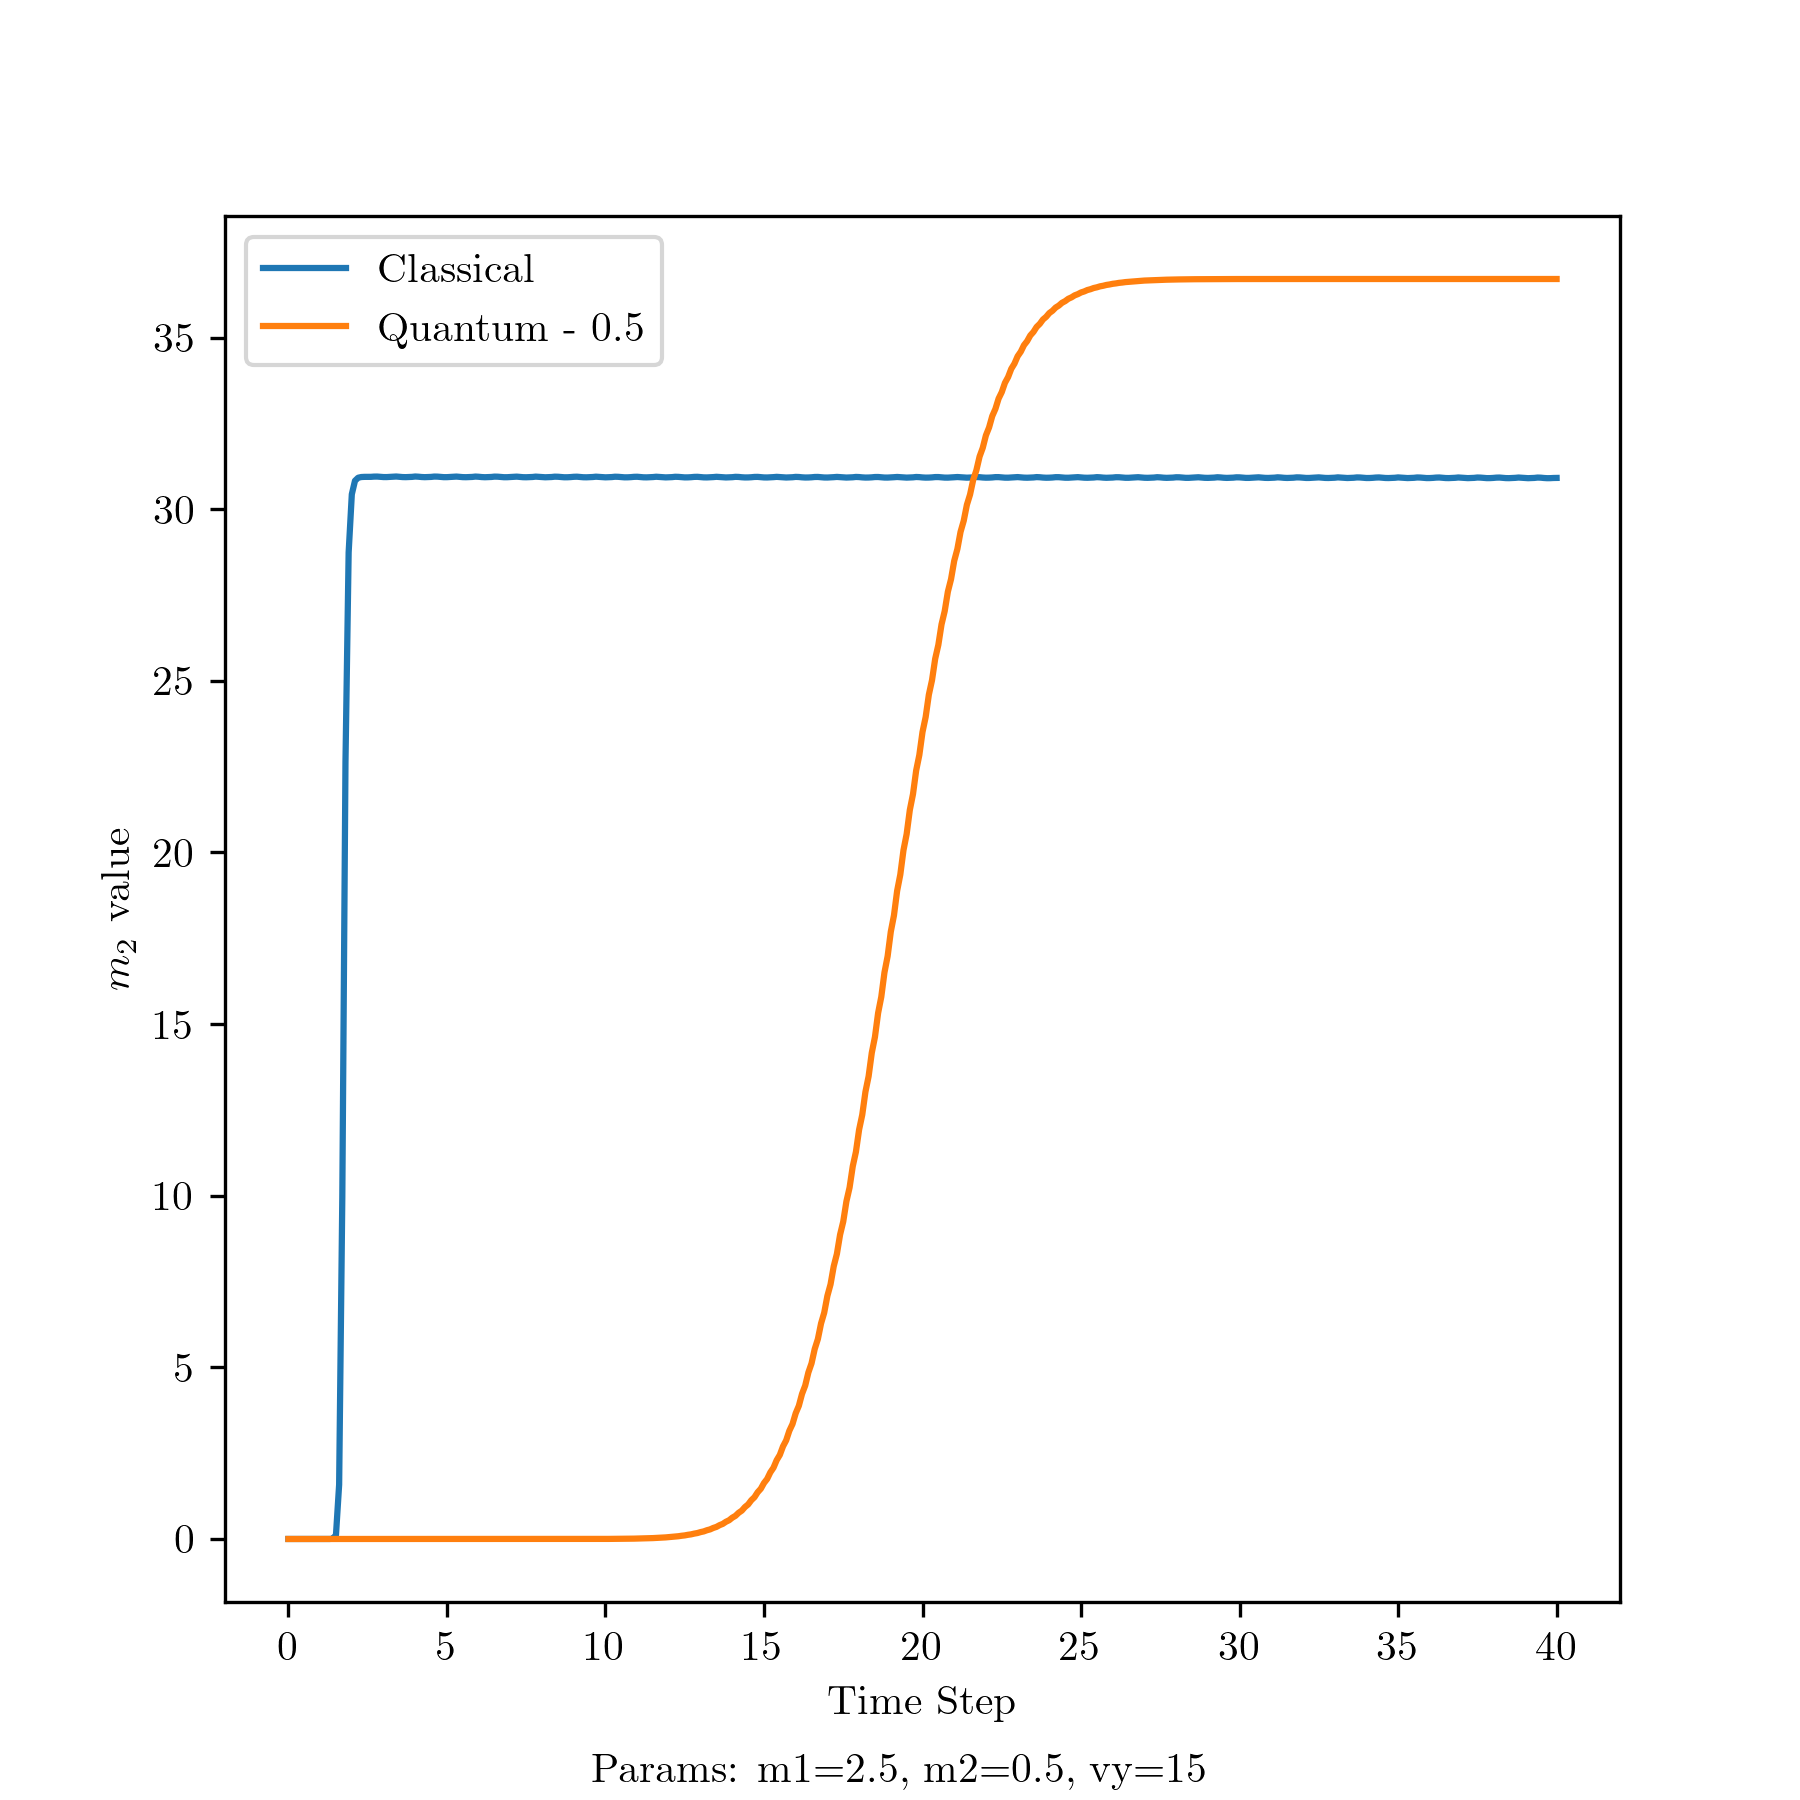 Classical
Quantum - 0.5
35
30
25
20
15
10
5
0
m₂ value
0 5 10 15 20 25 30 35 40
Time Step
Params: m1=2.5, m2=0.5, vy=15